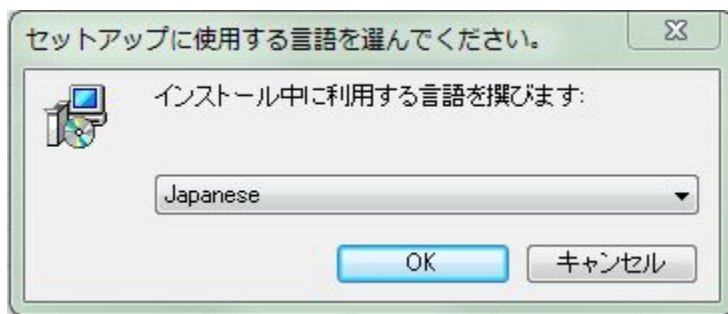 セットアップに使用する言語を選んでください。
インストール中に利用する言語を撰びます:
Japanese
OK
キャンセル